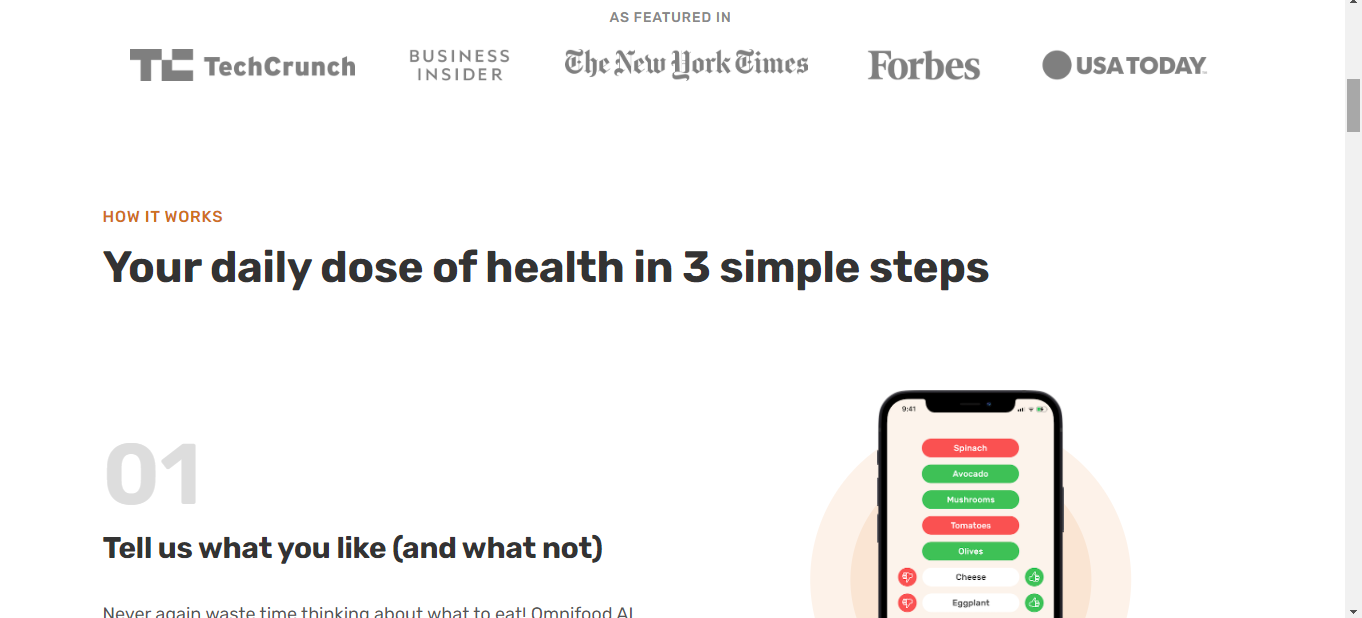 AS FEATURED IN
TechCrunch
BUSINESS
INSIDER
The New York Times
Forbes
USA TODAY
HOW IT WORKS
Your daily dose of health in 3 simple steps
01
Tell us what you like (and what not)
Never again waste time thinking about what to eat! Omnifood AI
9:41
Spinach
Avocado
Mushrooms
Tomatoes
Olives
Cheese
Eggplant